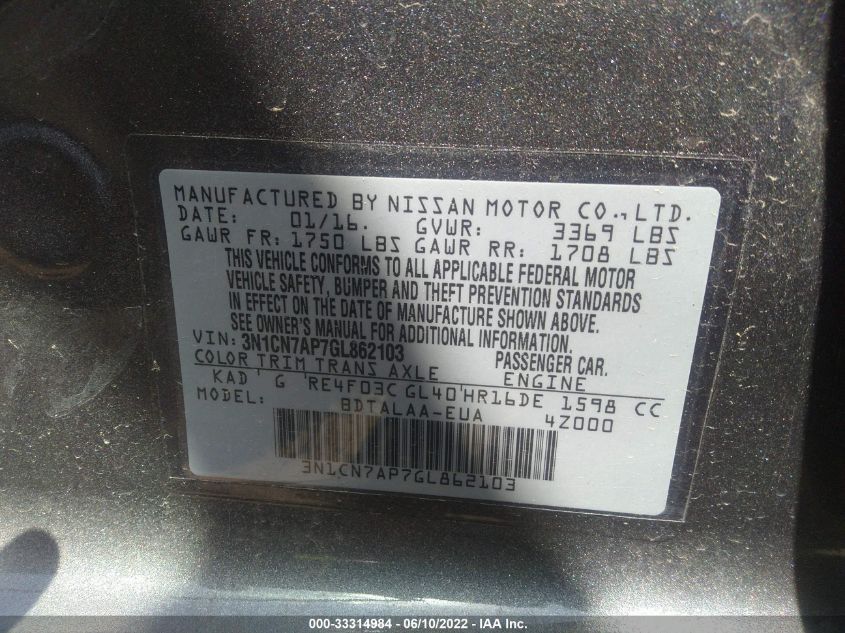 MANUFACTURED BY NISSAN MOTOR CO., LTD.
DATE: 01/16. GVWR: 3369 LBS
GAWR FR: 1750 LBS GAWR RR: 1708 LBS
THIS VEHICLE CONFORMS TO ALL APPLICABLE FEDERAL MOTOR
VEHICLE SAFETY, BUMPER AND THEFT PREVENTION STANDARDS
IN EFFECT ON THE DATE OF MANUFACTURE SHOWN ABOVE.
SEE OWNER'S MANUAL FOR ADDITIONAL INFORMATION.
VIN: 3N1CN7AP7GL862103 PASSENGER CAR.
COLOR TRIM TRANS AXLE ENGINE
KAD ' G 'RE4F03C GL40'HR16DE 1598 CC
MODEL: BDTALAA-EUA 4Z000
3N1CN7AP7GL862103
000-33314984 - 06/10/2022 - IAA Inc.